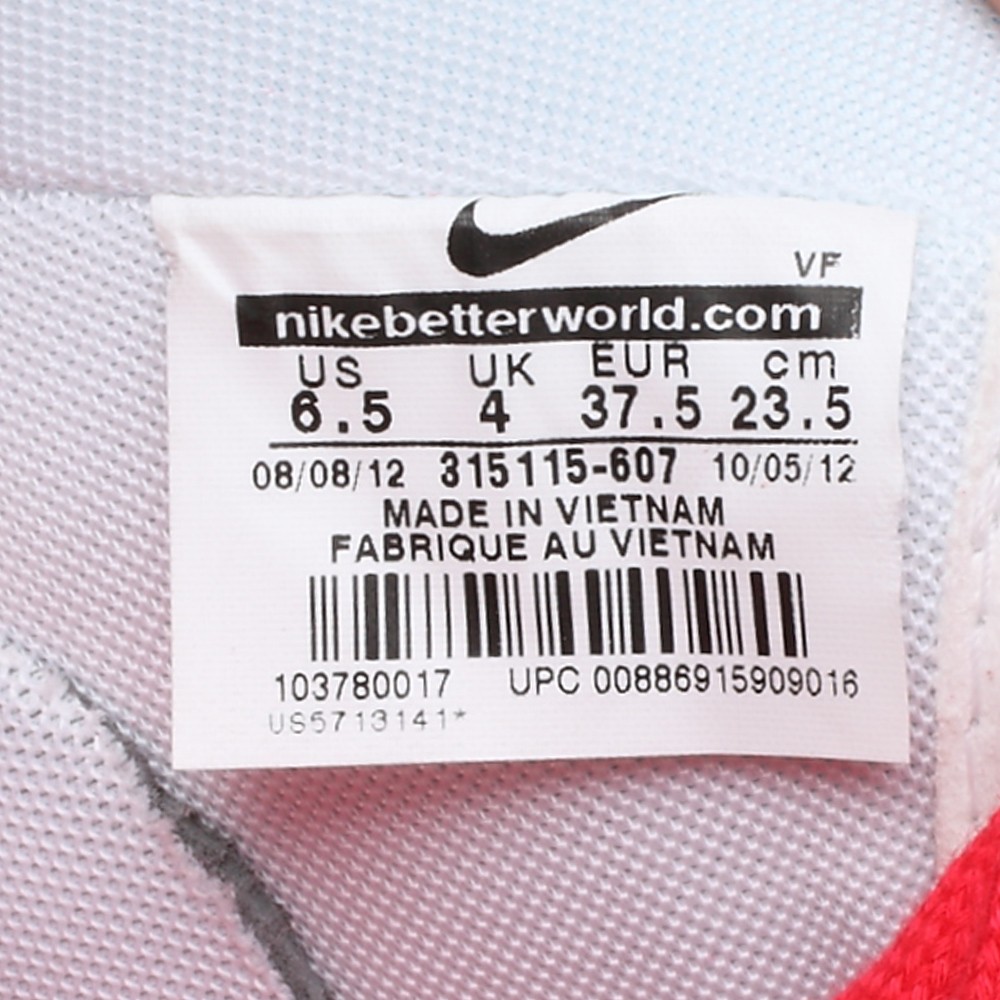 VF
nikebetterworld.com
US UK EUR cm
6.5 4 37.5 23.5
08/08/12 315115-607 10/05/12
MADE IN VIETNAM
FABRIQUE AU VIETNAM
103780017 UPC 00886915909016
US5713141*